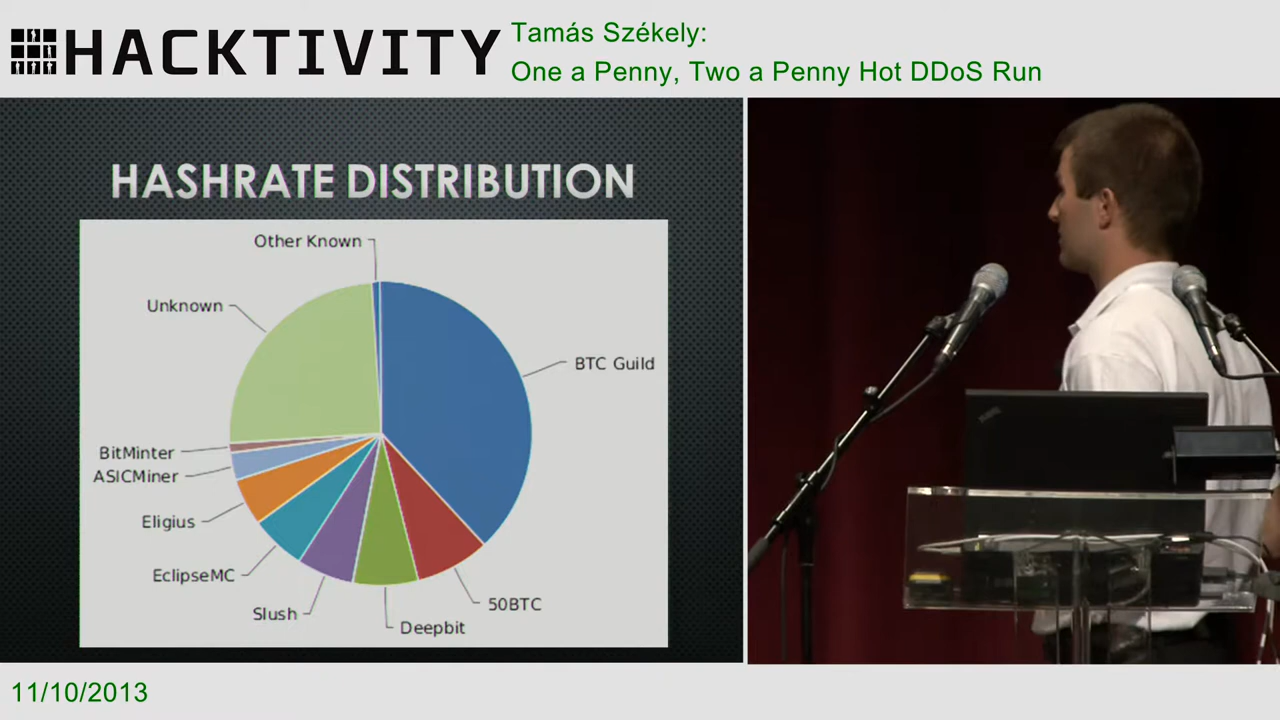 HACKTIVITY
Tamás Székely:
One a Penny, Two a Penny Hot DDoS Run
HASHRATE DISTRIBUTION
Other Known
Unknown
BTC Guild
BitMinter
ASICMiner
Eligius
EclipseMC
50BTC
Slush
Deepbit
11/10/2013